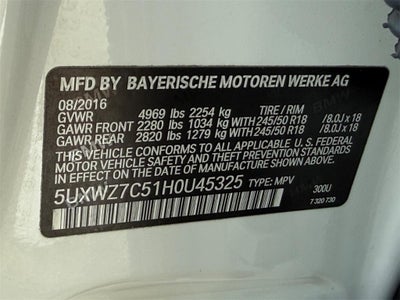 MFD BY BAYERISCHE MOTOREN WERKE AG
08/2016
GVWR 4969 lbs 2254 kg TIRE / RIM
GAWR FRONT 2280 lbs 1034 kg WITH 245/50 R18 /8.0J x 18
GAWR REAR 2820 lbs 1279 kg WITH 245/50 R18 /8.0J x 18
THIS VEHICLE CONFORMS TO ALL APPLICABLE U.S. FEDERAL
MOTOR VEHICLE SAFETY AND THEFT PREVENTION STANDARDS
IN EFFECT ON THE DATE OF MANUFACTURE SHOWN ABOVE.
5UXWZ7C51H0U45325 TYPE: MPV 300U
7 320 730